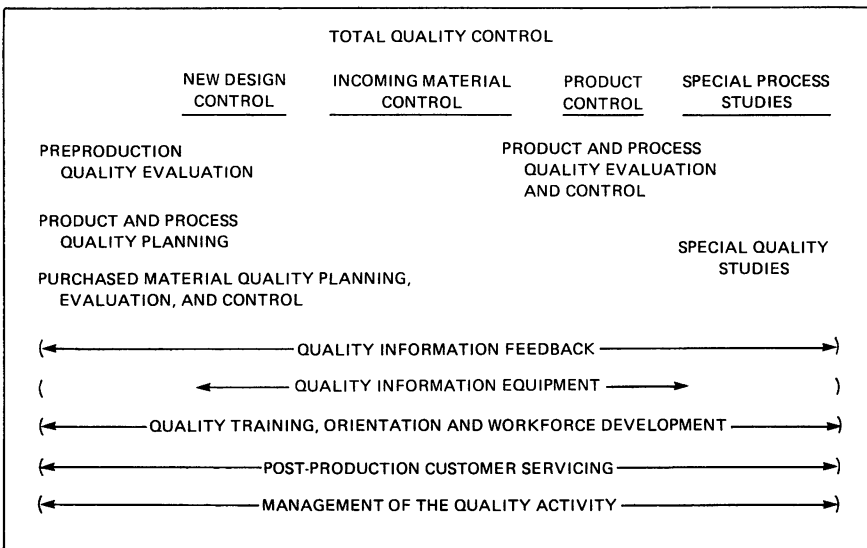 TOTAL QUALITY CONTROL
NEW DESIGN CONTROL
INCOMING MATERIAL CONTROL
PRODUCT CONTROL
SPECIAL PROCESS STUDIES
PREPRODUCTION
QUALITY EVALUATION
PRODUCT AND PROCESS
QUALITY EVALUATION
AND CONTROL
PRODUCT AND PROCESS
QUALITY PLANNING
SPECIAL QUALITY
STUDIES
PURCHASED MATERIAL QUALITY PLANNING,
EVALUATION, AND CONTROL
QUALITY INFORMATION FEEDBACK
QUALITY INFORMATION EQUIPMENT
QUALITY TRAINING, ORIENTATION AND WORKFORCE DEVELOPMENT
POST-PRODUCTION CUSTOMER SERVICING
MANAGEMENT OF THE QUALITY ACTIVITY